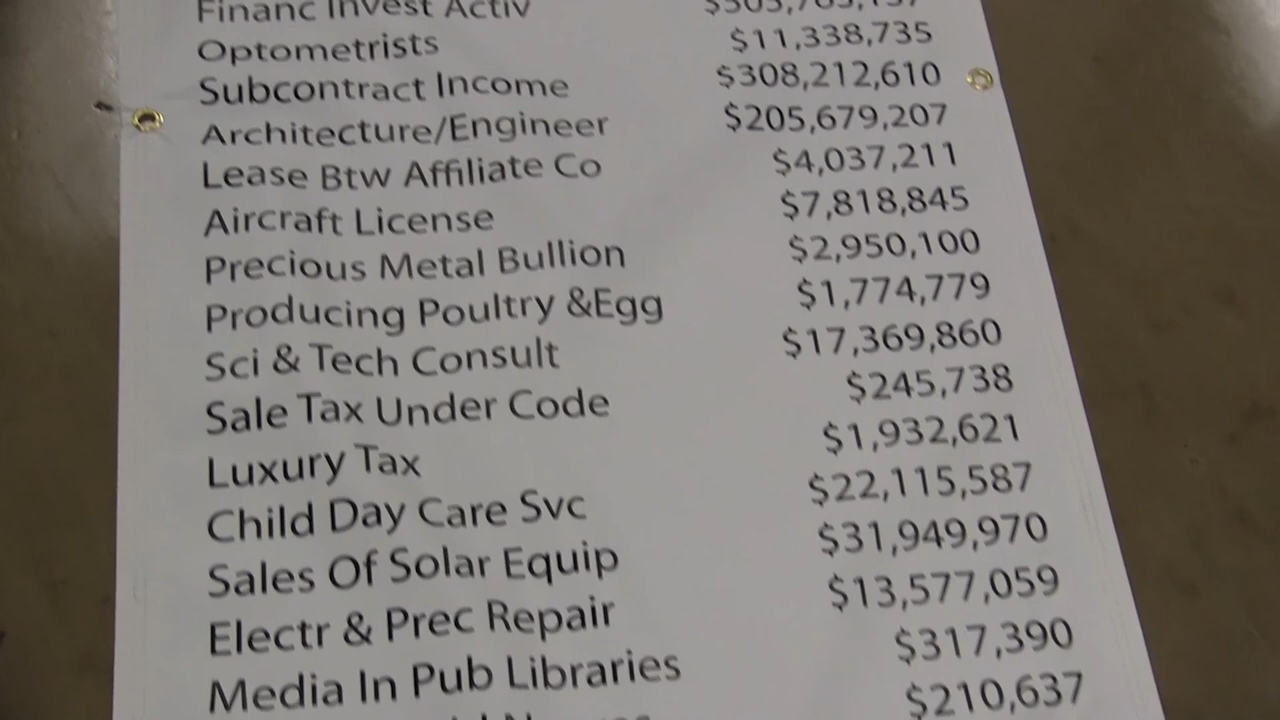 Financ Invest Activ
Optometrists $11,338,735
Subcontract Income $308,212,610
Architecture/Engineer $205,679,207
Lease Btw Affiliate Co $4,037,211
Aircraft License $7,818,845
Precious Metal Bullion $2,950,100
Producing Poultry &Egg $1,774,779
Sci & Tech Consult $17,369,860
Sale Tax Under Code $245,738
Luxury Tax $1,932,621
Child Day Care Svc $22,115,587
Sales Of Solar Equip $31,949,970
Electr & Prec Repair $13,577,059
Media In Pub Libraries $317,390
$210,637